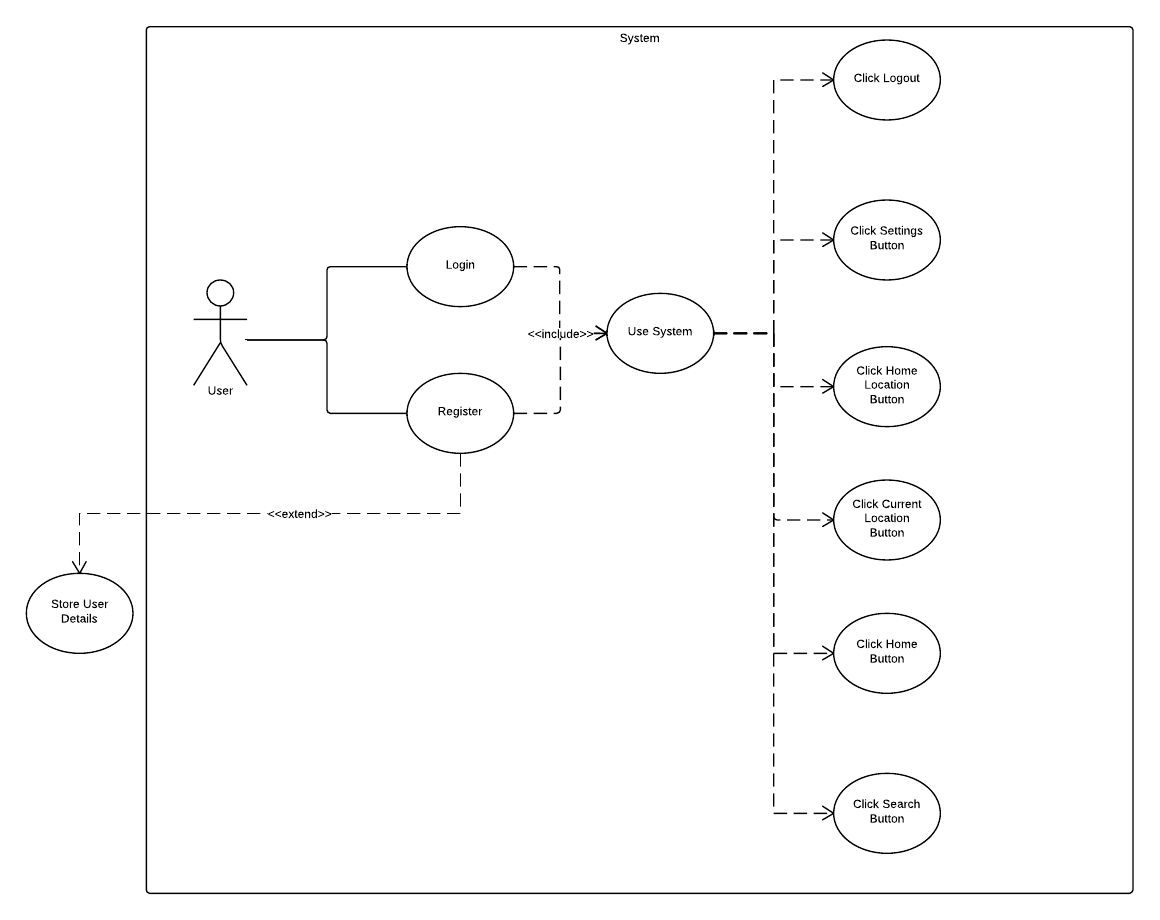 System
Click Logout
Click Settings
Button
Login
<<include>>
Use System
Click Home
Location
Button
User
Register
<<extend>>
Click Current
Location
Button
Store User
Details
Click Home
Button
Click Search
Button